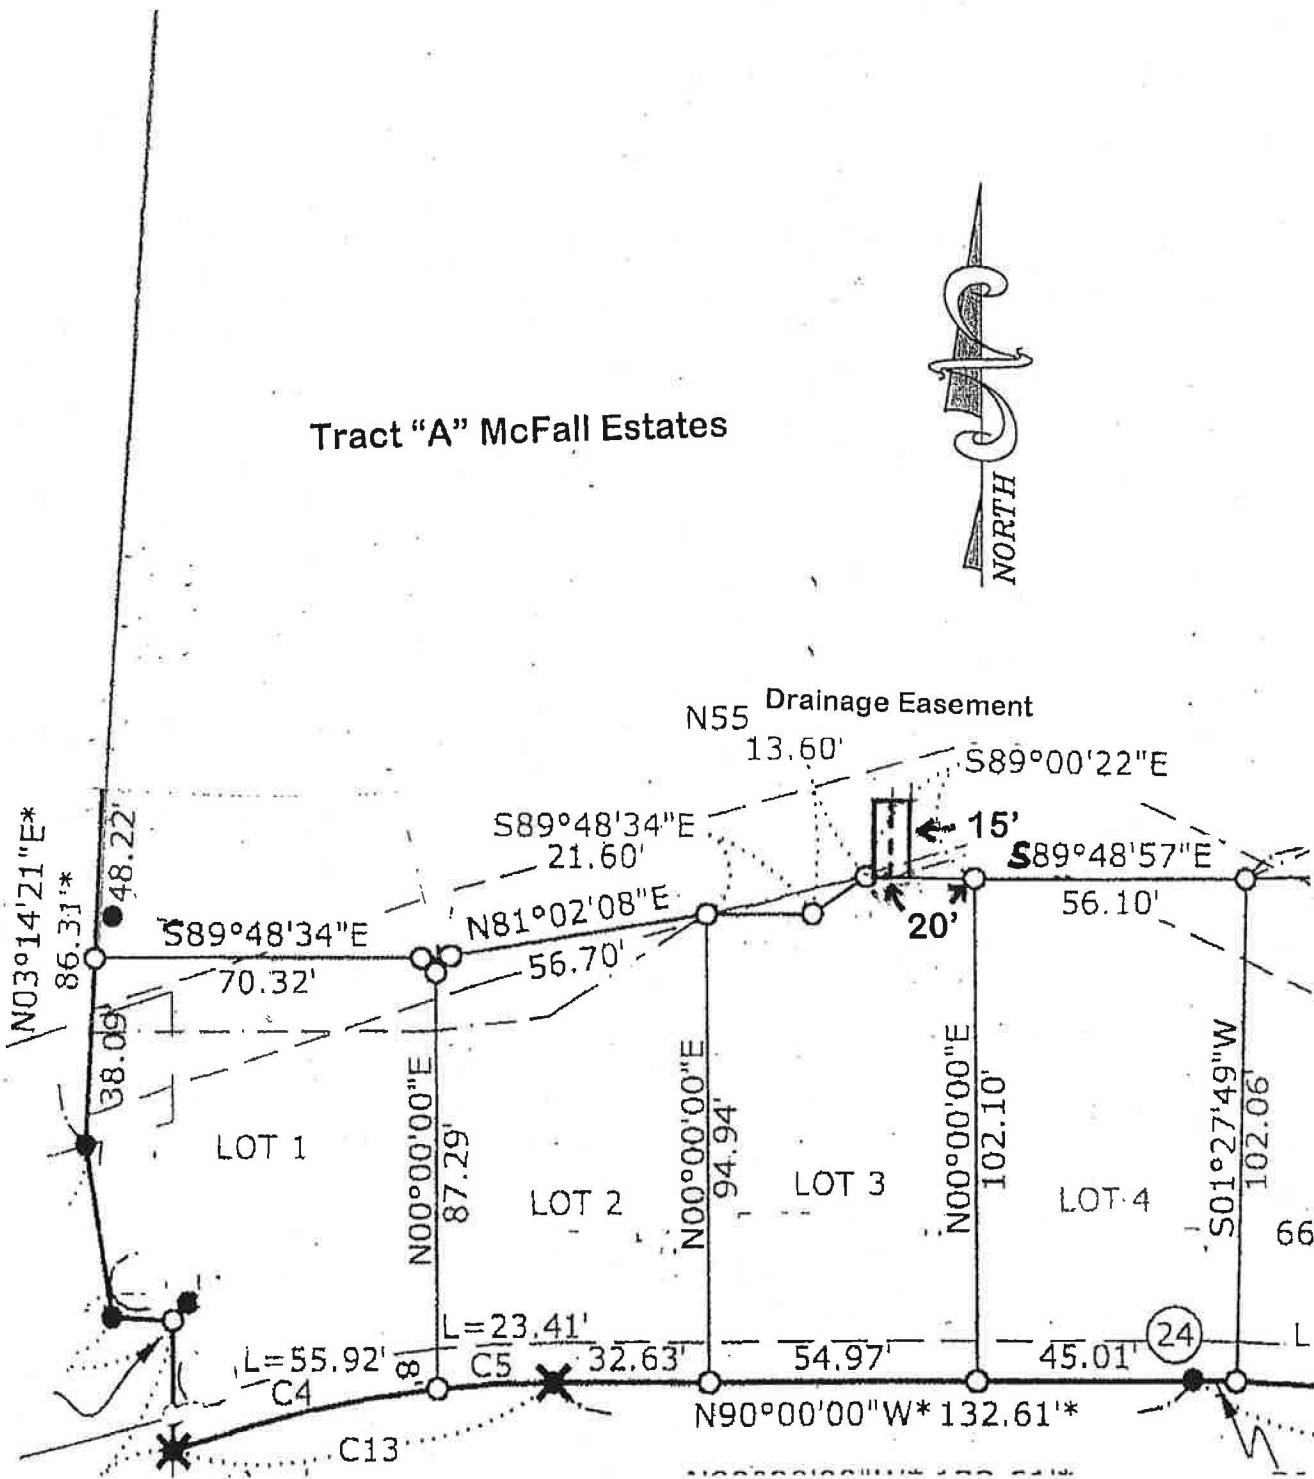 Tract “A” McFall Estates
NORTH
Drainage Easement
N55
13.60'
S89°00'22"E
S89°48'34"E
21.60'
15'
S89°48'57"E
56.10'
20'
N81°02'08"E
56.70'
N03°14'21"E*
86.31'*
48.22'
S89°48'34"E
70.32'
38.09'
LOT 1
N00°00'00"E
87.29'
LOT 2
N00°00'00"E
94.94'
LOT 3
N00°00'00"E
102.10'
LOT 4
S01°27'49"W
102.06'
66
L=55.92'
C4
8'
L=23.41'
C5
32.63'
54.97'
45.01'
24
L
N90°00'00"W* 132.61'*
C13